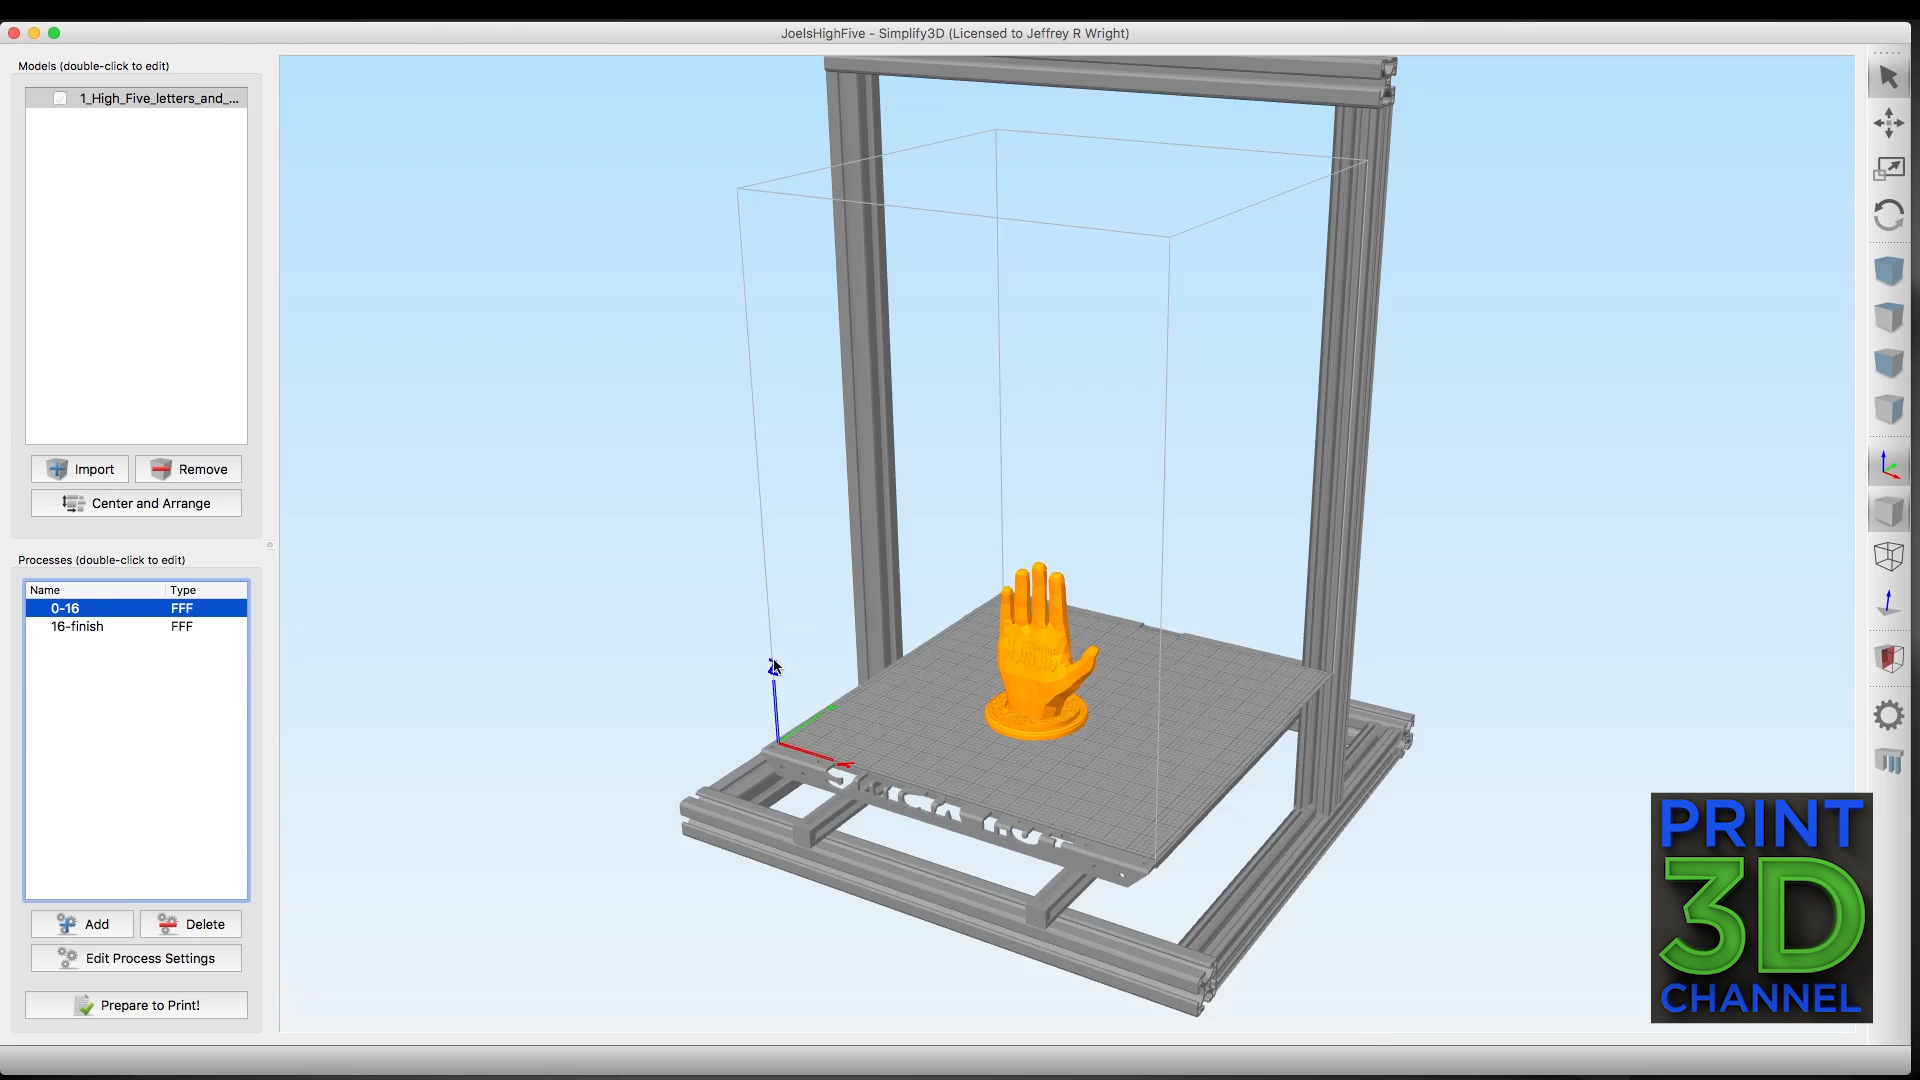 JoelsHighFive - Simplify3D (Licensed to Jeffrey R Wright)
Models (double-click to edit)
1_High_Five_letters_and_...
Import
Remove
Center and Arrange
Processes (double-click to edit)
Name Type
0-16 FFF
16-finish FFF
Add
Delete
Edit Process Settings
Prepare to Print!
PRINT
3D
CHANNEL